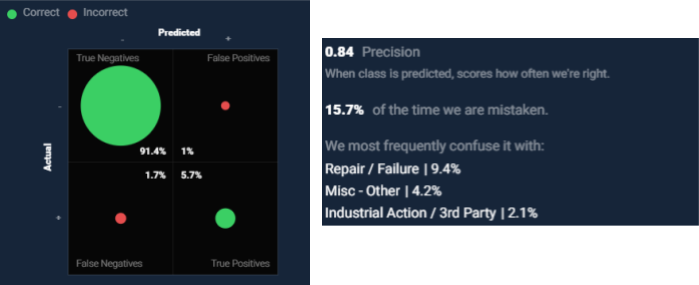 Correct Incorrect
Predicted
- +
True Negatives False Positives
-
91.4% 1%
Actual
1.7% 5.7%
+
False Negatives True Positives
0.84 Precision
When class is predicted, scores how often we're right.
15.7% of the time we are mistaken.
We most frequently confuse it with:
Repair / Failure | 9.4%
Misc - Other | 4.2%
Industrial Action / 3rd Party | 2.1%